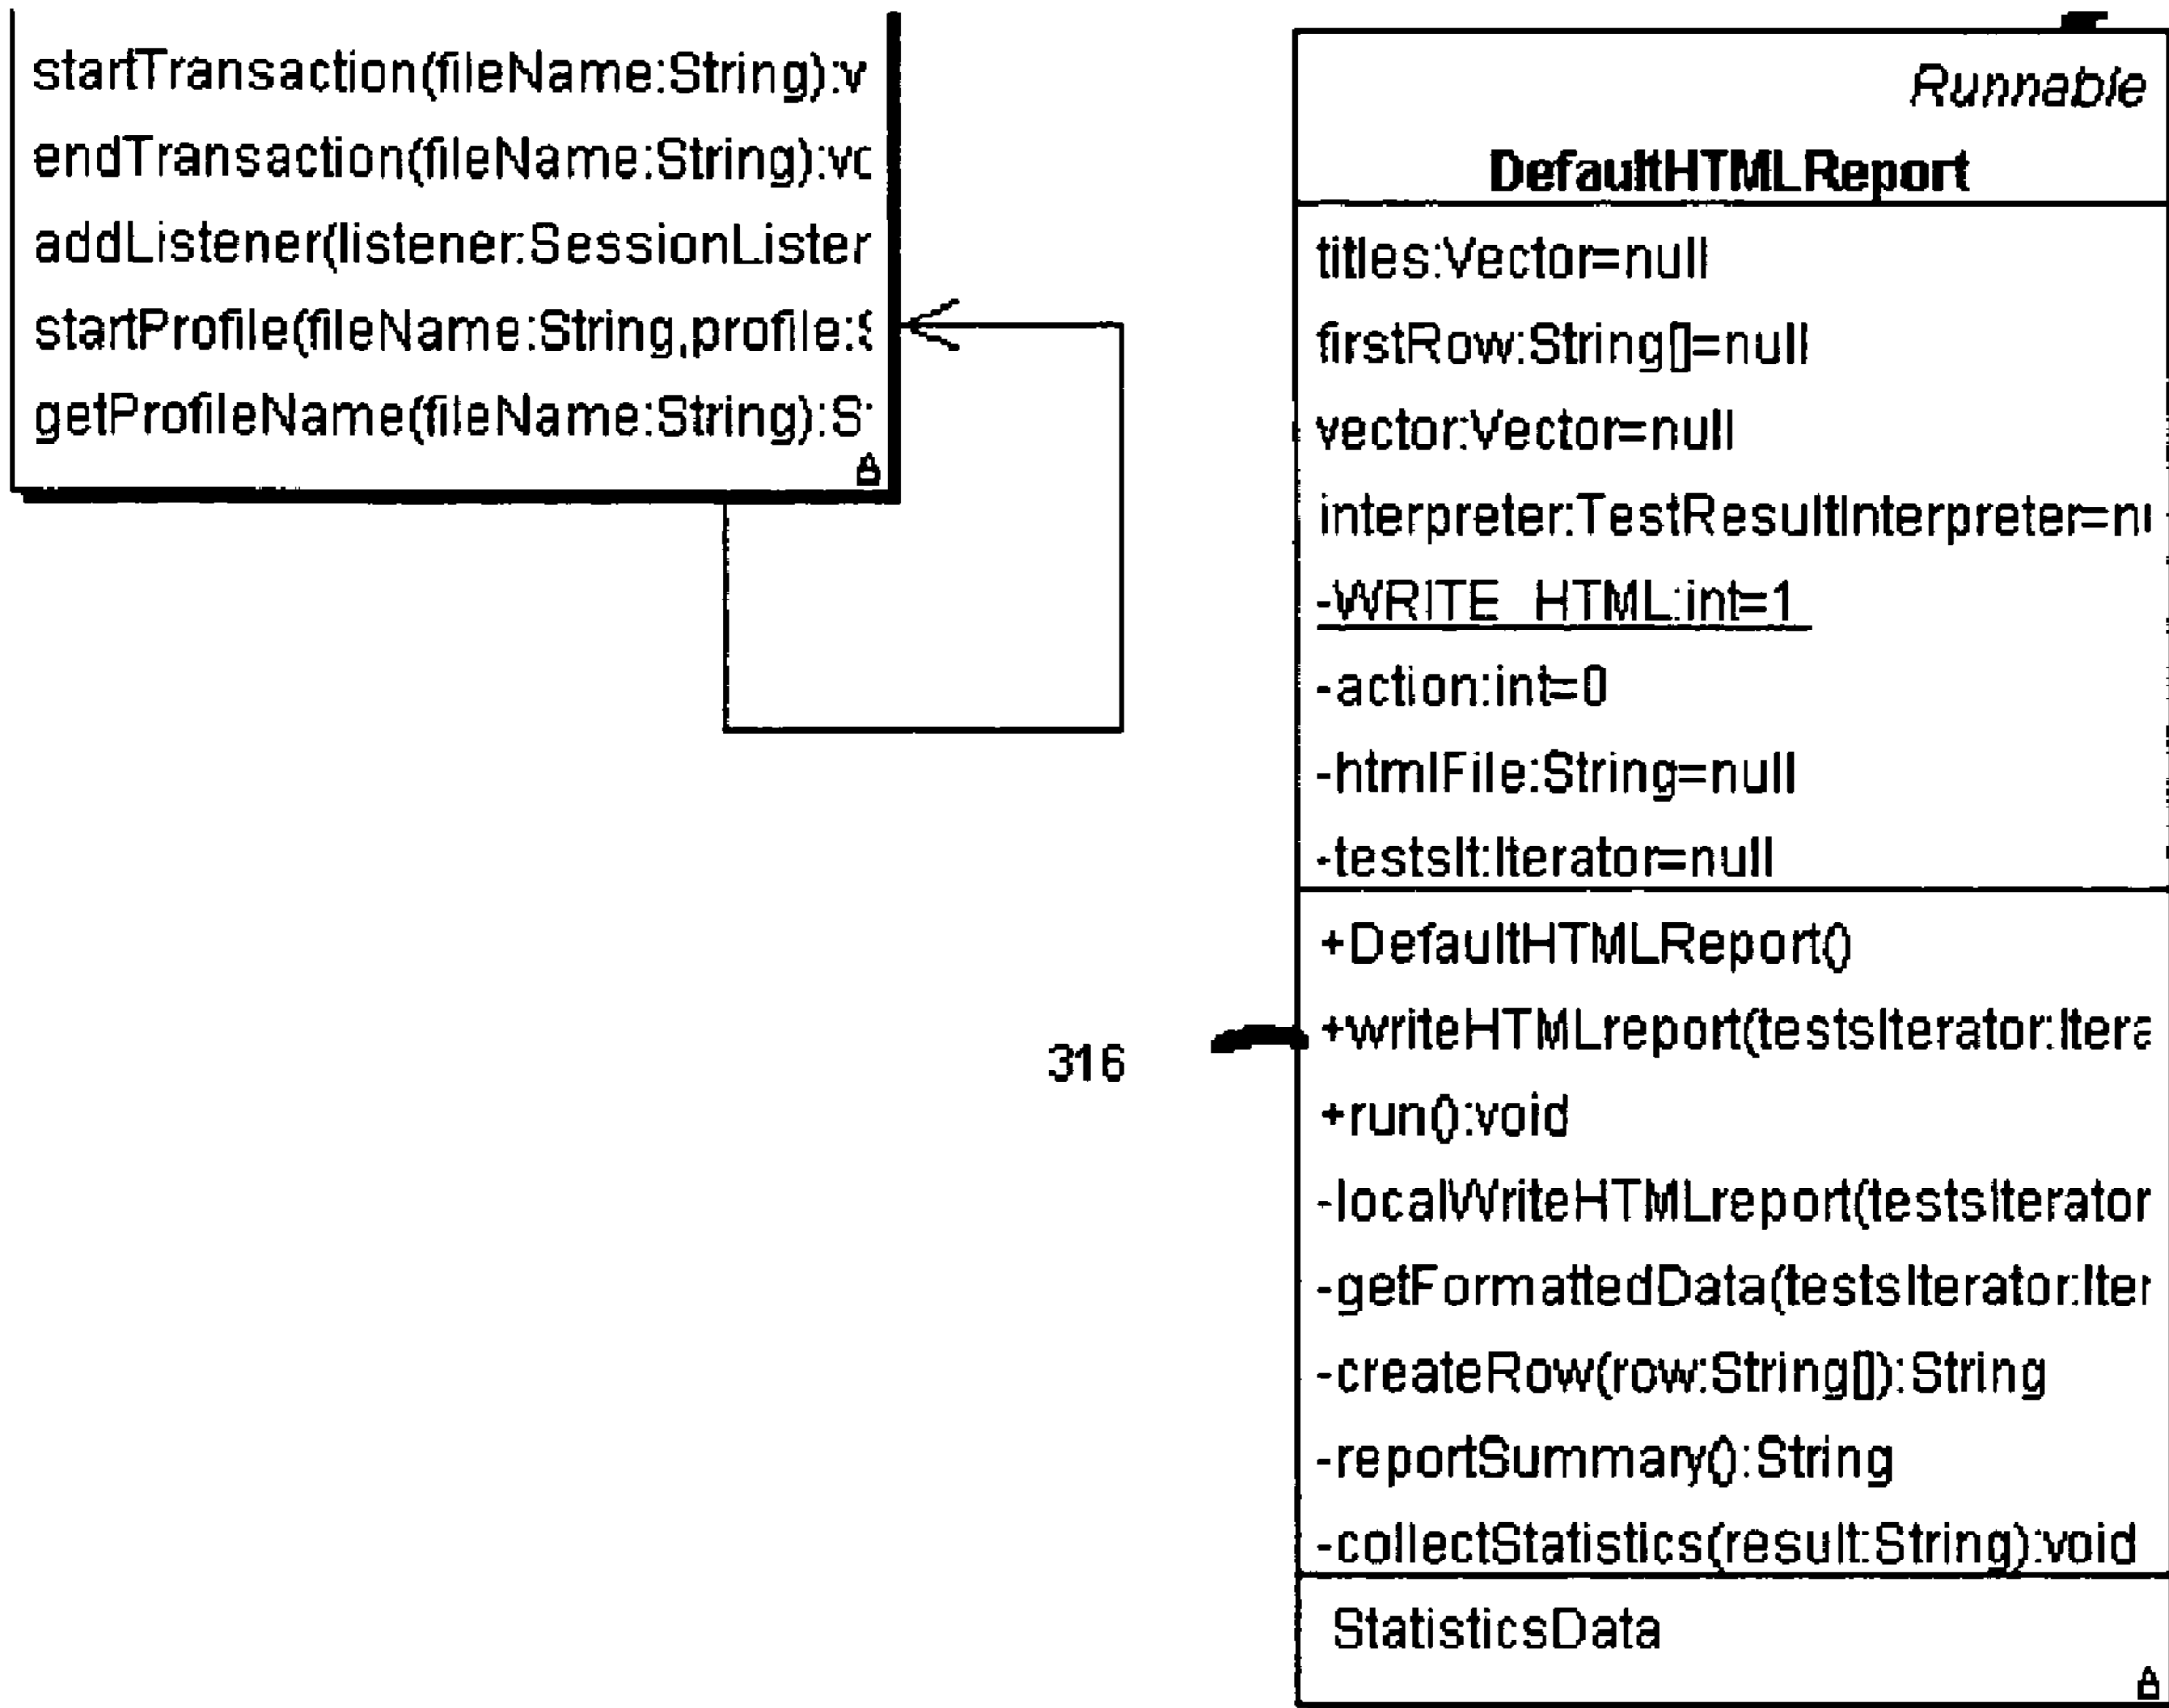 startTransaction(fileName:String):v
endTransaction(fileName:String):vc
addListener(listener:SessionLister
startProfile(fileName:String,profile:S
getProfileName(fileName:String):S
Runnable
DefaultHTMLReport
titles:Vector=null
firstRow:String[]=null
vector:Vector=null
interpreter:TestResultInterpreter=nu
-WRITE_HTML:int=1
-action:int=0
-htmlFile:String=null
-testsIt:Iterator=null
+DefaultHTMLReport()
+writeHTMLreport(testsIterator:Itera
+run():void
-localWriteHTMLreport(testsIterator
-getFormattedData(testsIterator:Iter
-createRow(row:String[]):String
-reportSummary():String
-collectStatistics(result:String):void
StatisticsData
316